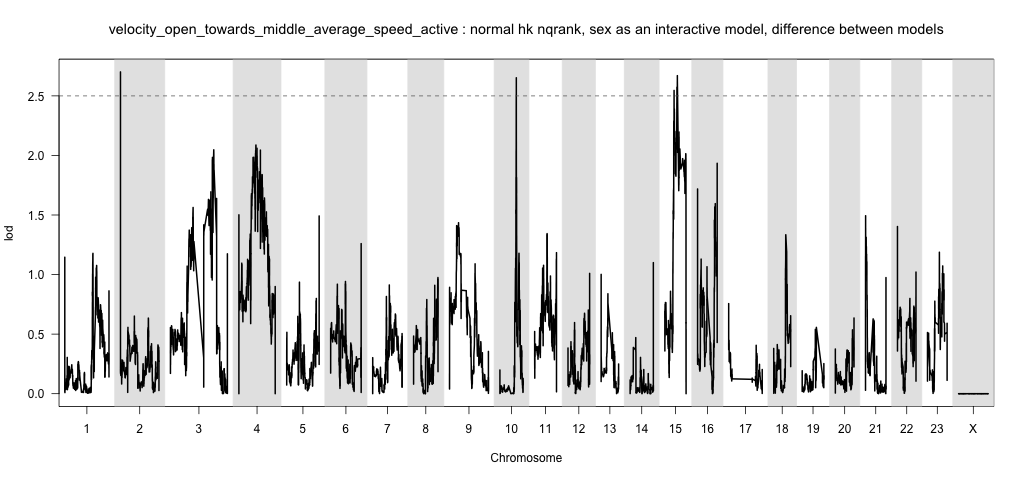 velocity_open_towards_middle_average_speed_active : normal hk nqrank, sex as an interactive model, difference between models
2.5
2.0
1.5
1.0
0.5
0.0
lod
1 2 3 4 5 6 7 8 9 10 11 12 13 14 15 16 17 18 19 20 21 22 23 X
Chromosome